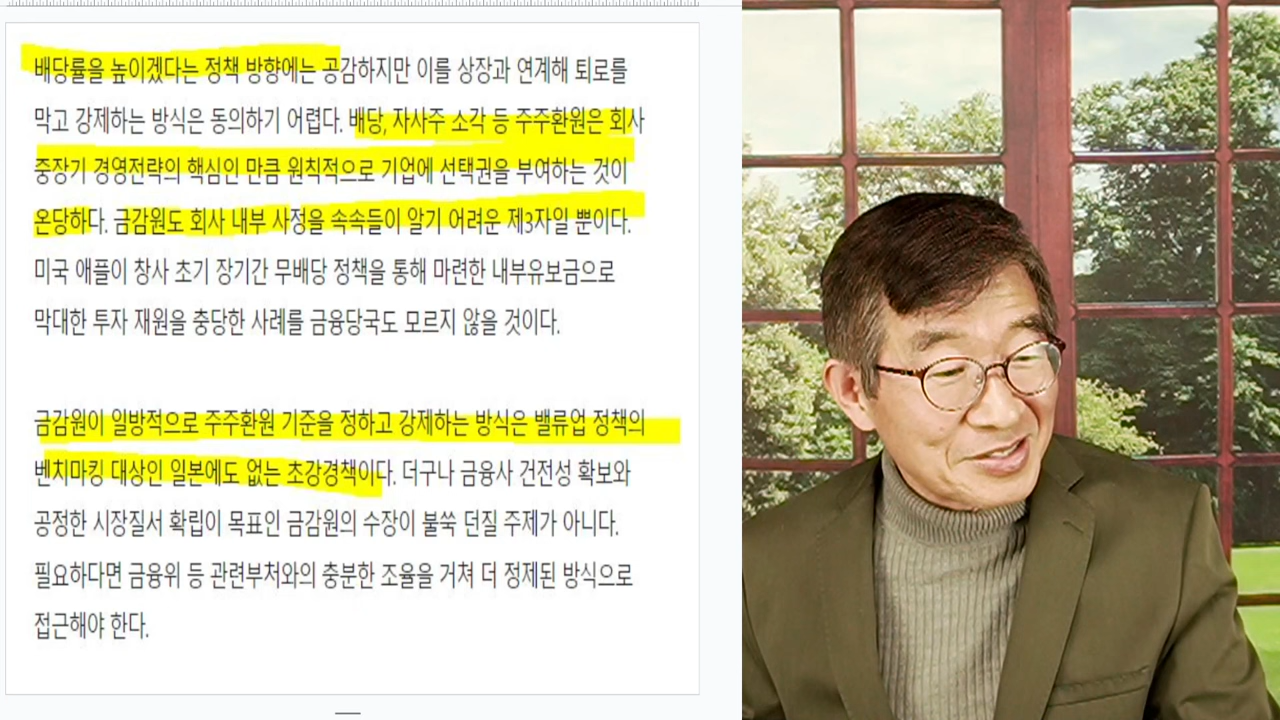 배당률을 높이겠다는 정책 방향에는 공감하지만 이를 상장과 연계해 퇴로를
막고 강제하는 방식은 동의하기 어렵다. 배당, 자사주 소각 등 주주환원은 회사
중장기 경영전략의 핵심인 만큼 원칙적으로 기업에 선택권을 부여하는 것이
온당하다. 금감원도 회사 내부 사정을 속속들이 알기 어려운 제3자일 뿐이다.
미국 애플이 창사 초기 장기간 무배당 정책을 통해 마련한 내부유보금으로
막대한 투자 재원을 충당한 사례를 금융당국도 모르지 않을 것이다.
금감원이 일방적으로 주주환원 기준을 정하고 강제하는 방식은 밸류업 정책의
벤치마킹 대상인 일본에도 없는 초강경책이다. 더구나 금융사 건전성 확보와
공정한 시장질서 확립이 목표인 금감원의 수장이 불쑥 던질 주제가 아니다.
필요하다면 금융위 등 관련부처와의 충분한 조율을 거쳐 더 정제된 방식으로
접근해야 한다.